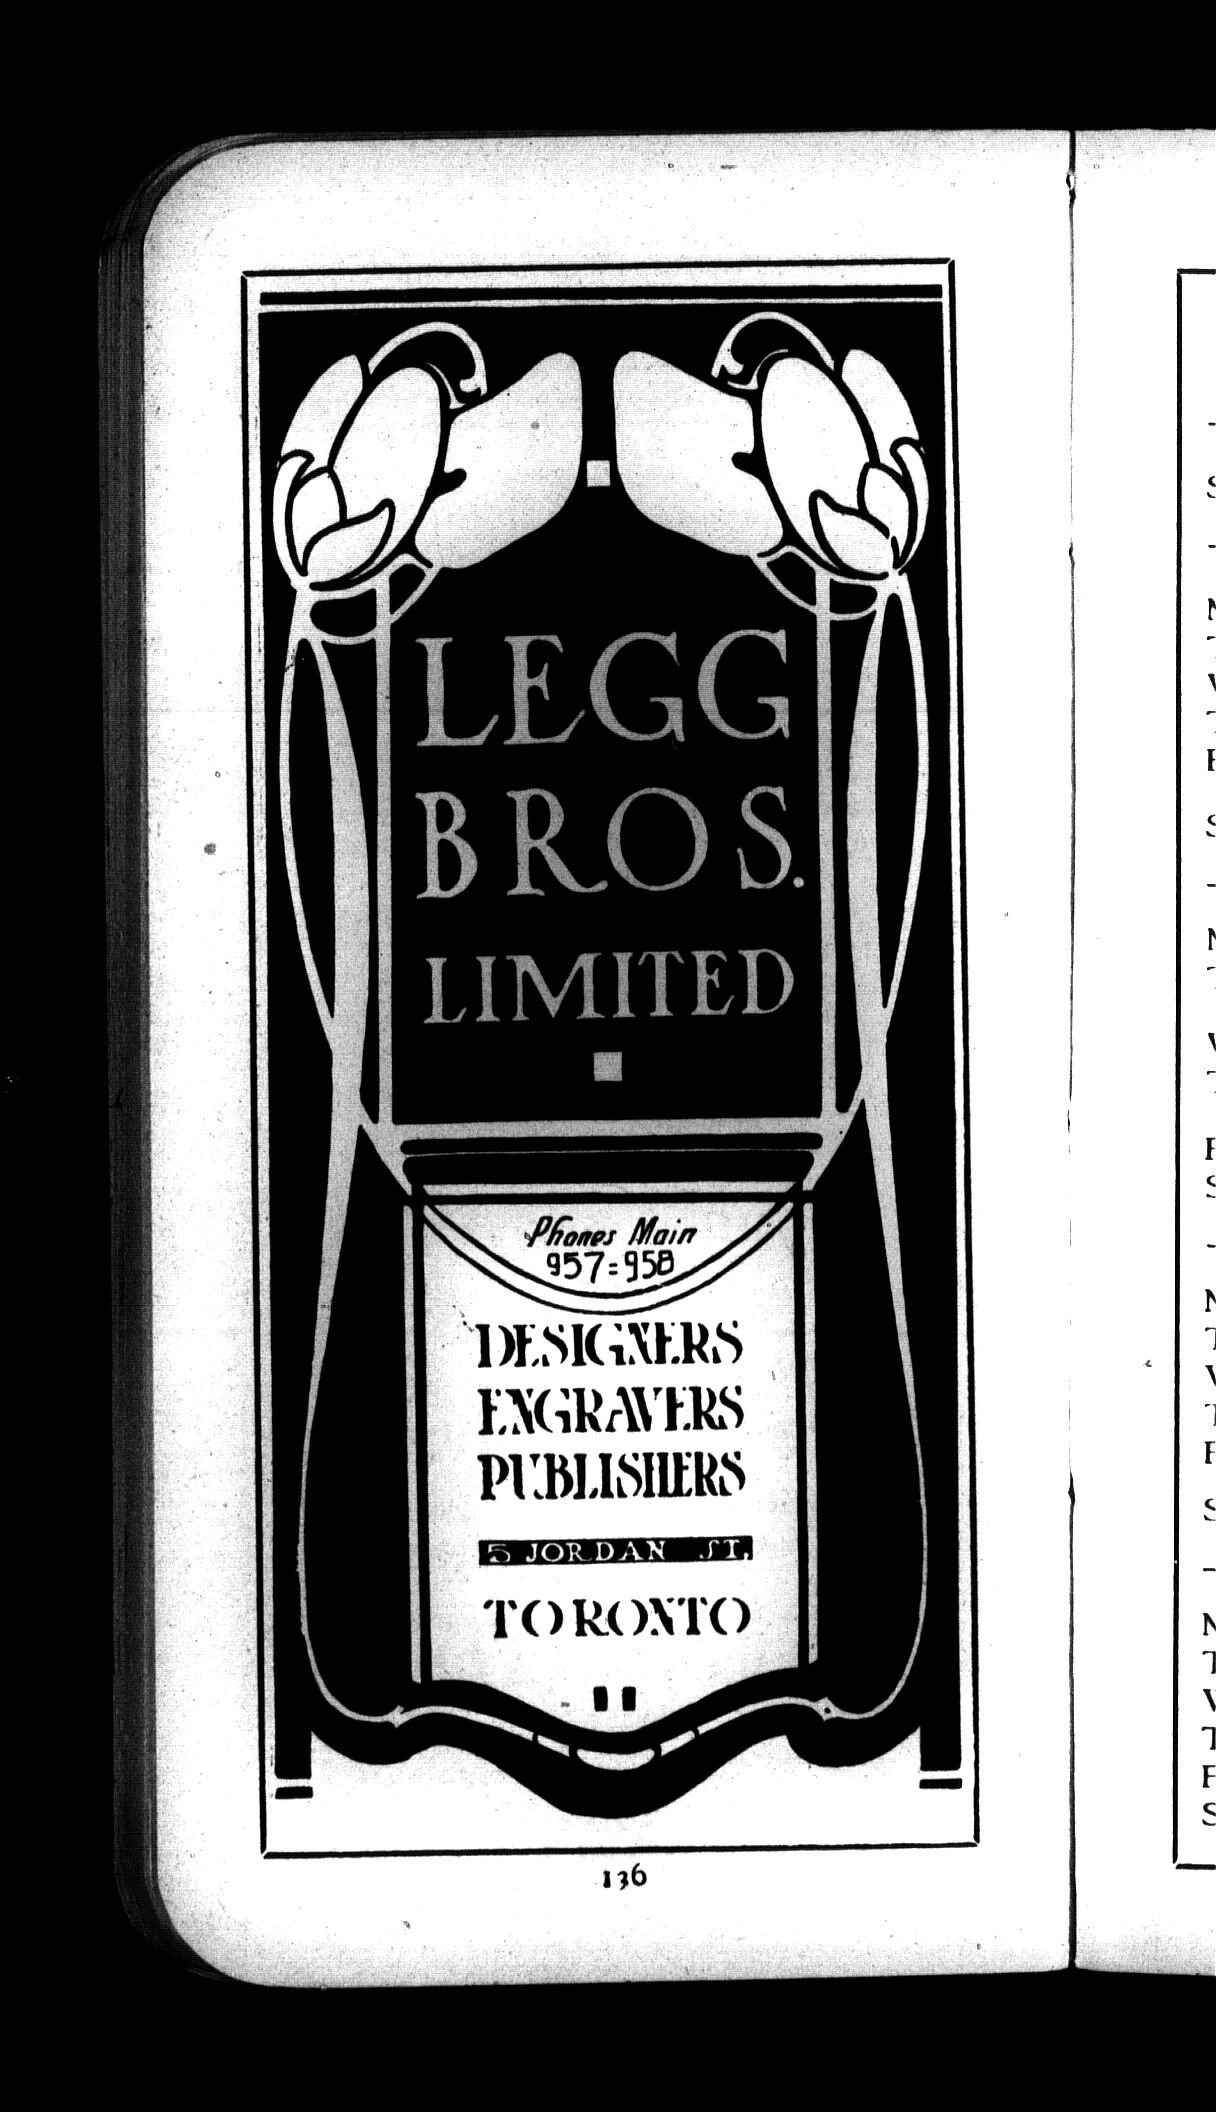 LEGG
BROS.
LIMITED
Phones Main
957=958
DESIGNERS
ENGRAVERS
PUBLISHERS
5 JORDAN ST.
TORONTO
136